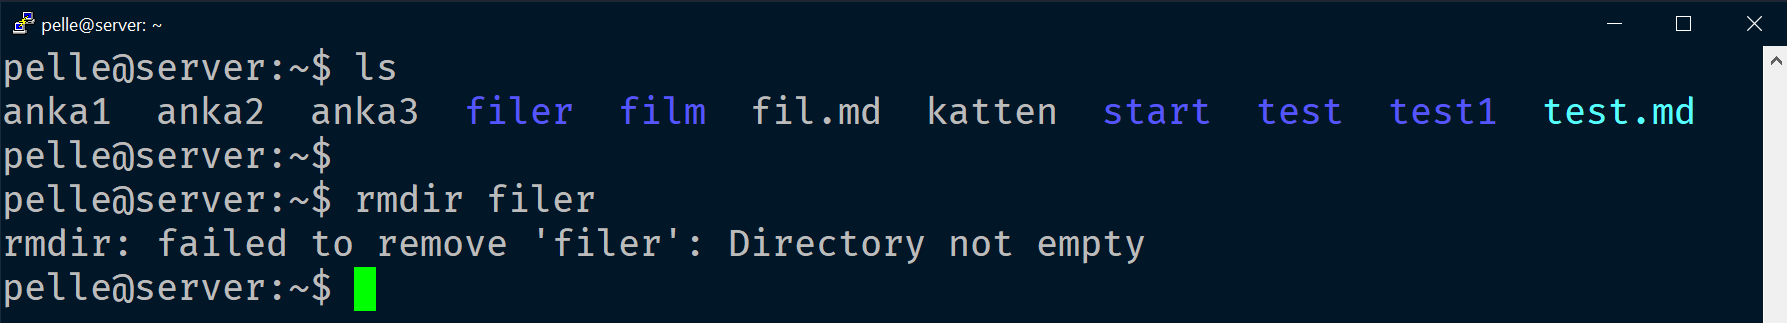 pelle@server: ~
pelle@server:~$ ls
anka1  anka2  anka3  filer  film  fil.md  katten  start  test  test1  test.md
pelle@server:~$
pelle@server:~$ rmdir filer
rmdir: failed to remove 'filer': Directory not empty
pelle@server:~$